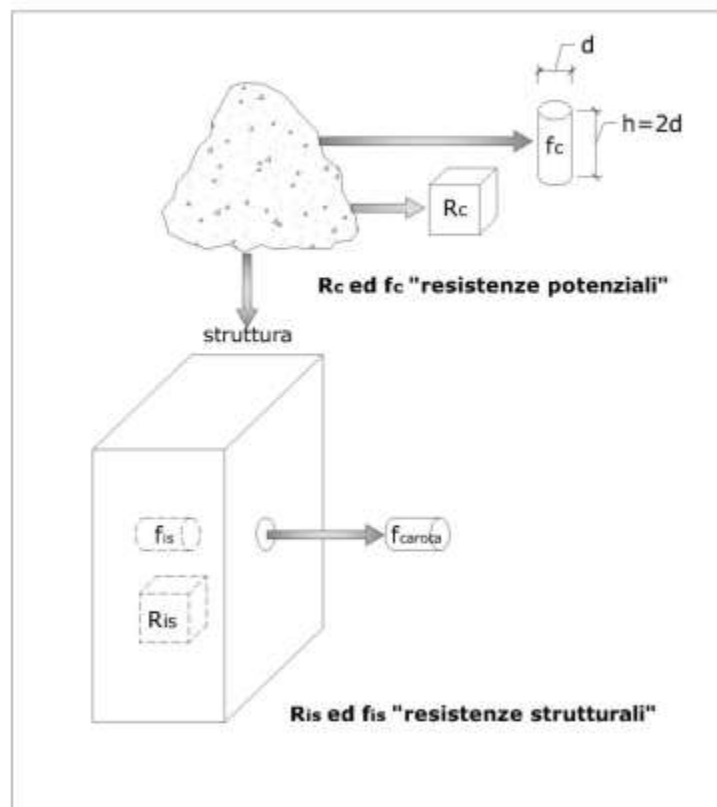 d
h=2d
fc
Rc
Rc ed fc "resistenze potenziali"
struttura
fis
fcarota
Ris
Ris ed fis "resistenze strutturali"